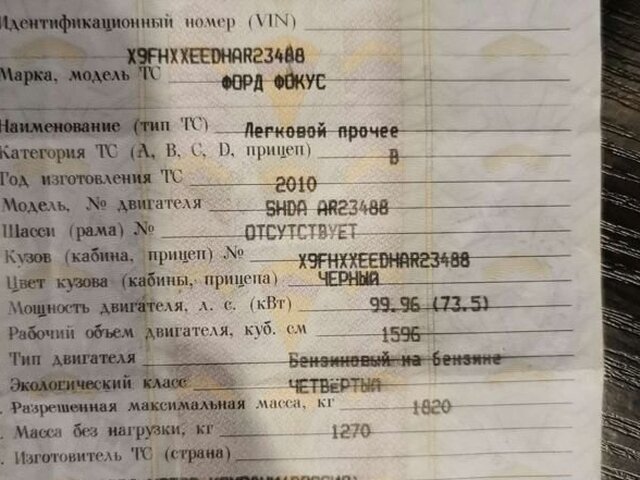 Идентификационный номер (VIN)
X9FHXXEEDHAR23488
Марка, модель ТС
ФОРД ФОКУС
Наименование (тип ТС) Легковой прочее
Категория ТС (A, B, C, D, прицеп) B
Год изготовления ТС 2010
Модель, № двигателя SHDA AR23488
Шасси (рама) № ОТСУТСТВУЕТ
Кузов (кабина, прицеп) № X9FHXXEEDHAR23488
Цвет кузова (кабины, прицепа) ЧЕРНЫЙ
Мощность двигателя, л. с. (кВт) 99.96 (73.5)
Рабочий объем двигателя, куб. см 1596
Тип двигателя Бензиновый на бензине
Экологический класс ЧЕТВЕРТЫЙ
. Разрешенная максимальная масса, кг 1820
. Масса без нагрузки, кг 1270
. Изготовитель ТС (страна)